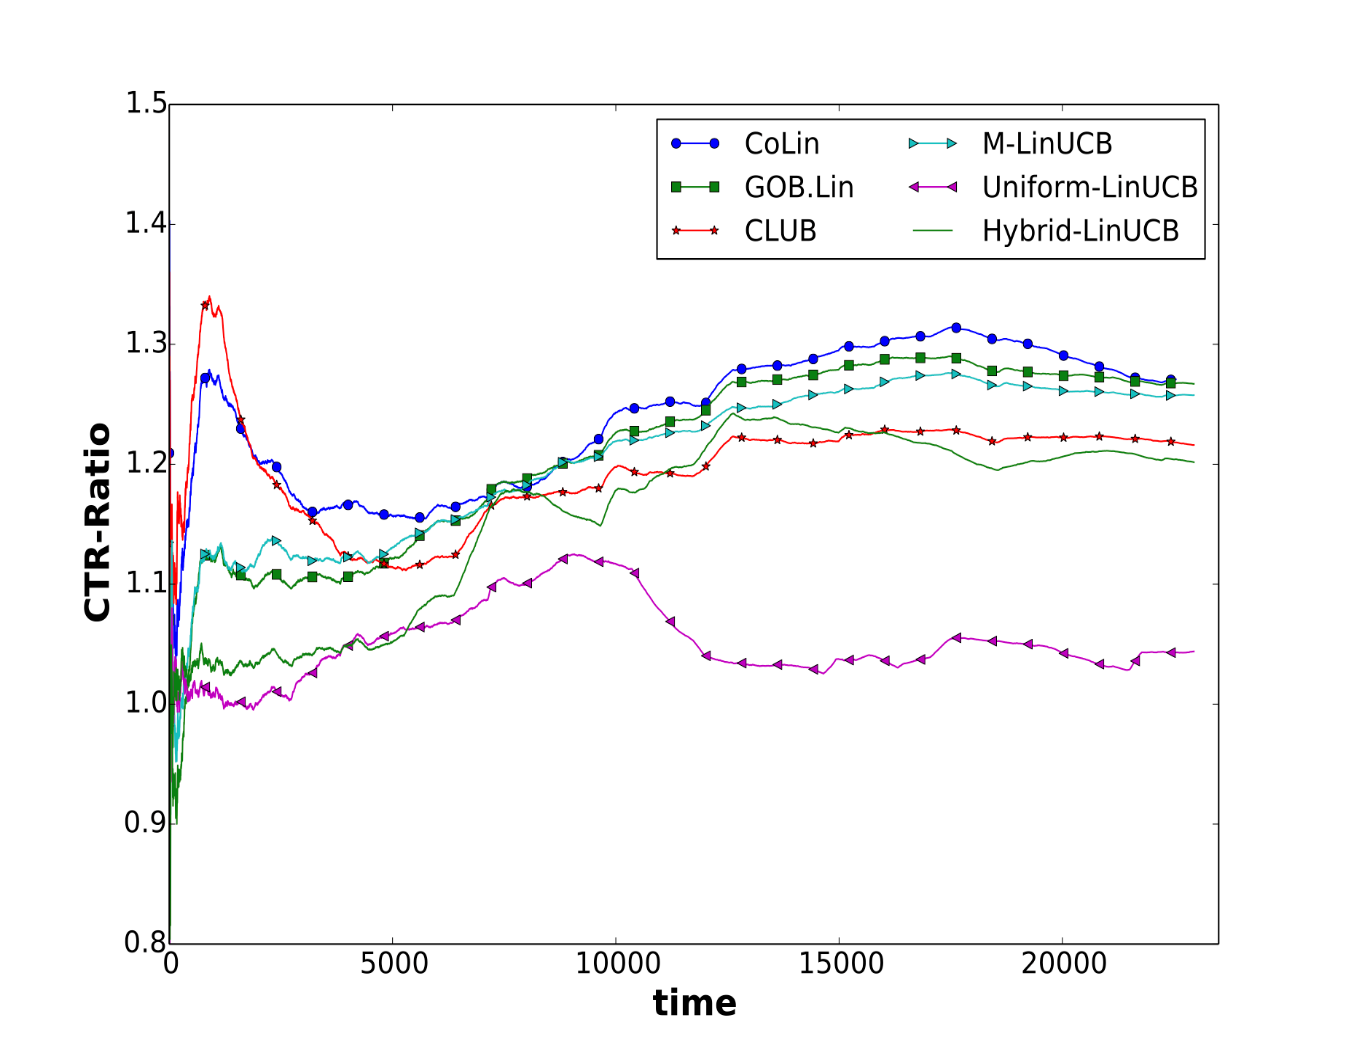 1.5
1.4
1.3
1.2
1.1
1.0
0.9
0.8
CTR-Ratio
CoLin
GOB.Lin
CLUB
M-LinUCB
Uniform-LinUCB
Hybrid-LinUCB
0 5000 10000 15000 20000
time